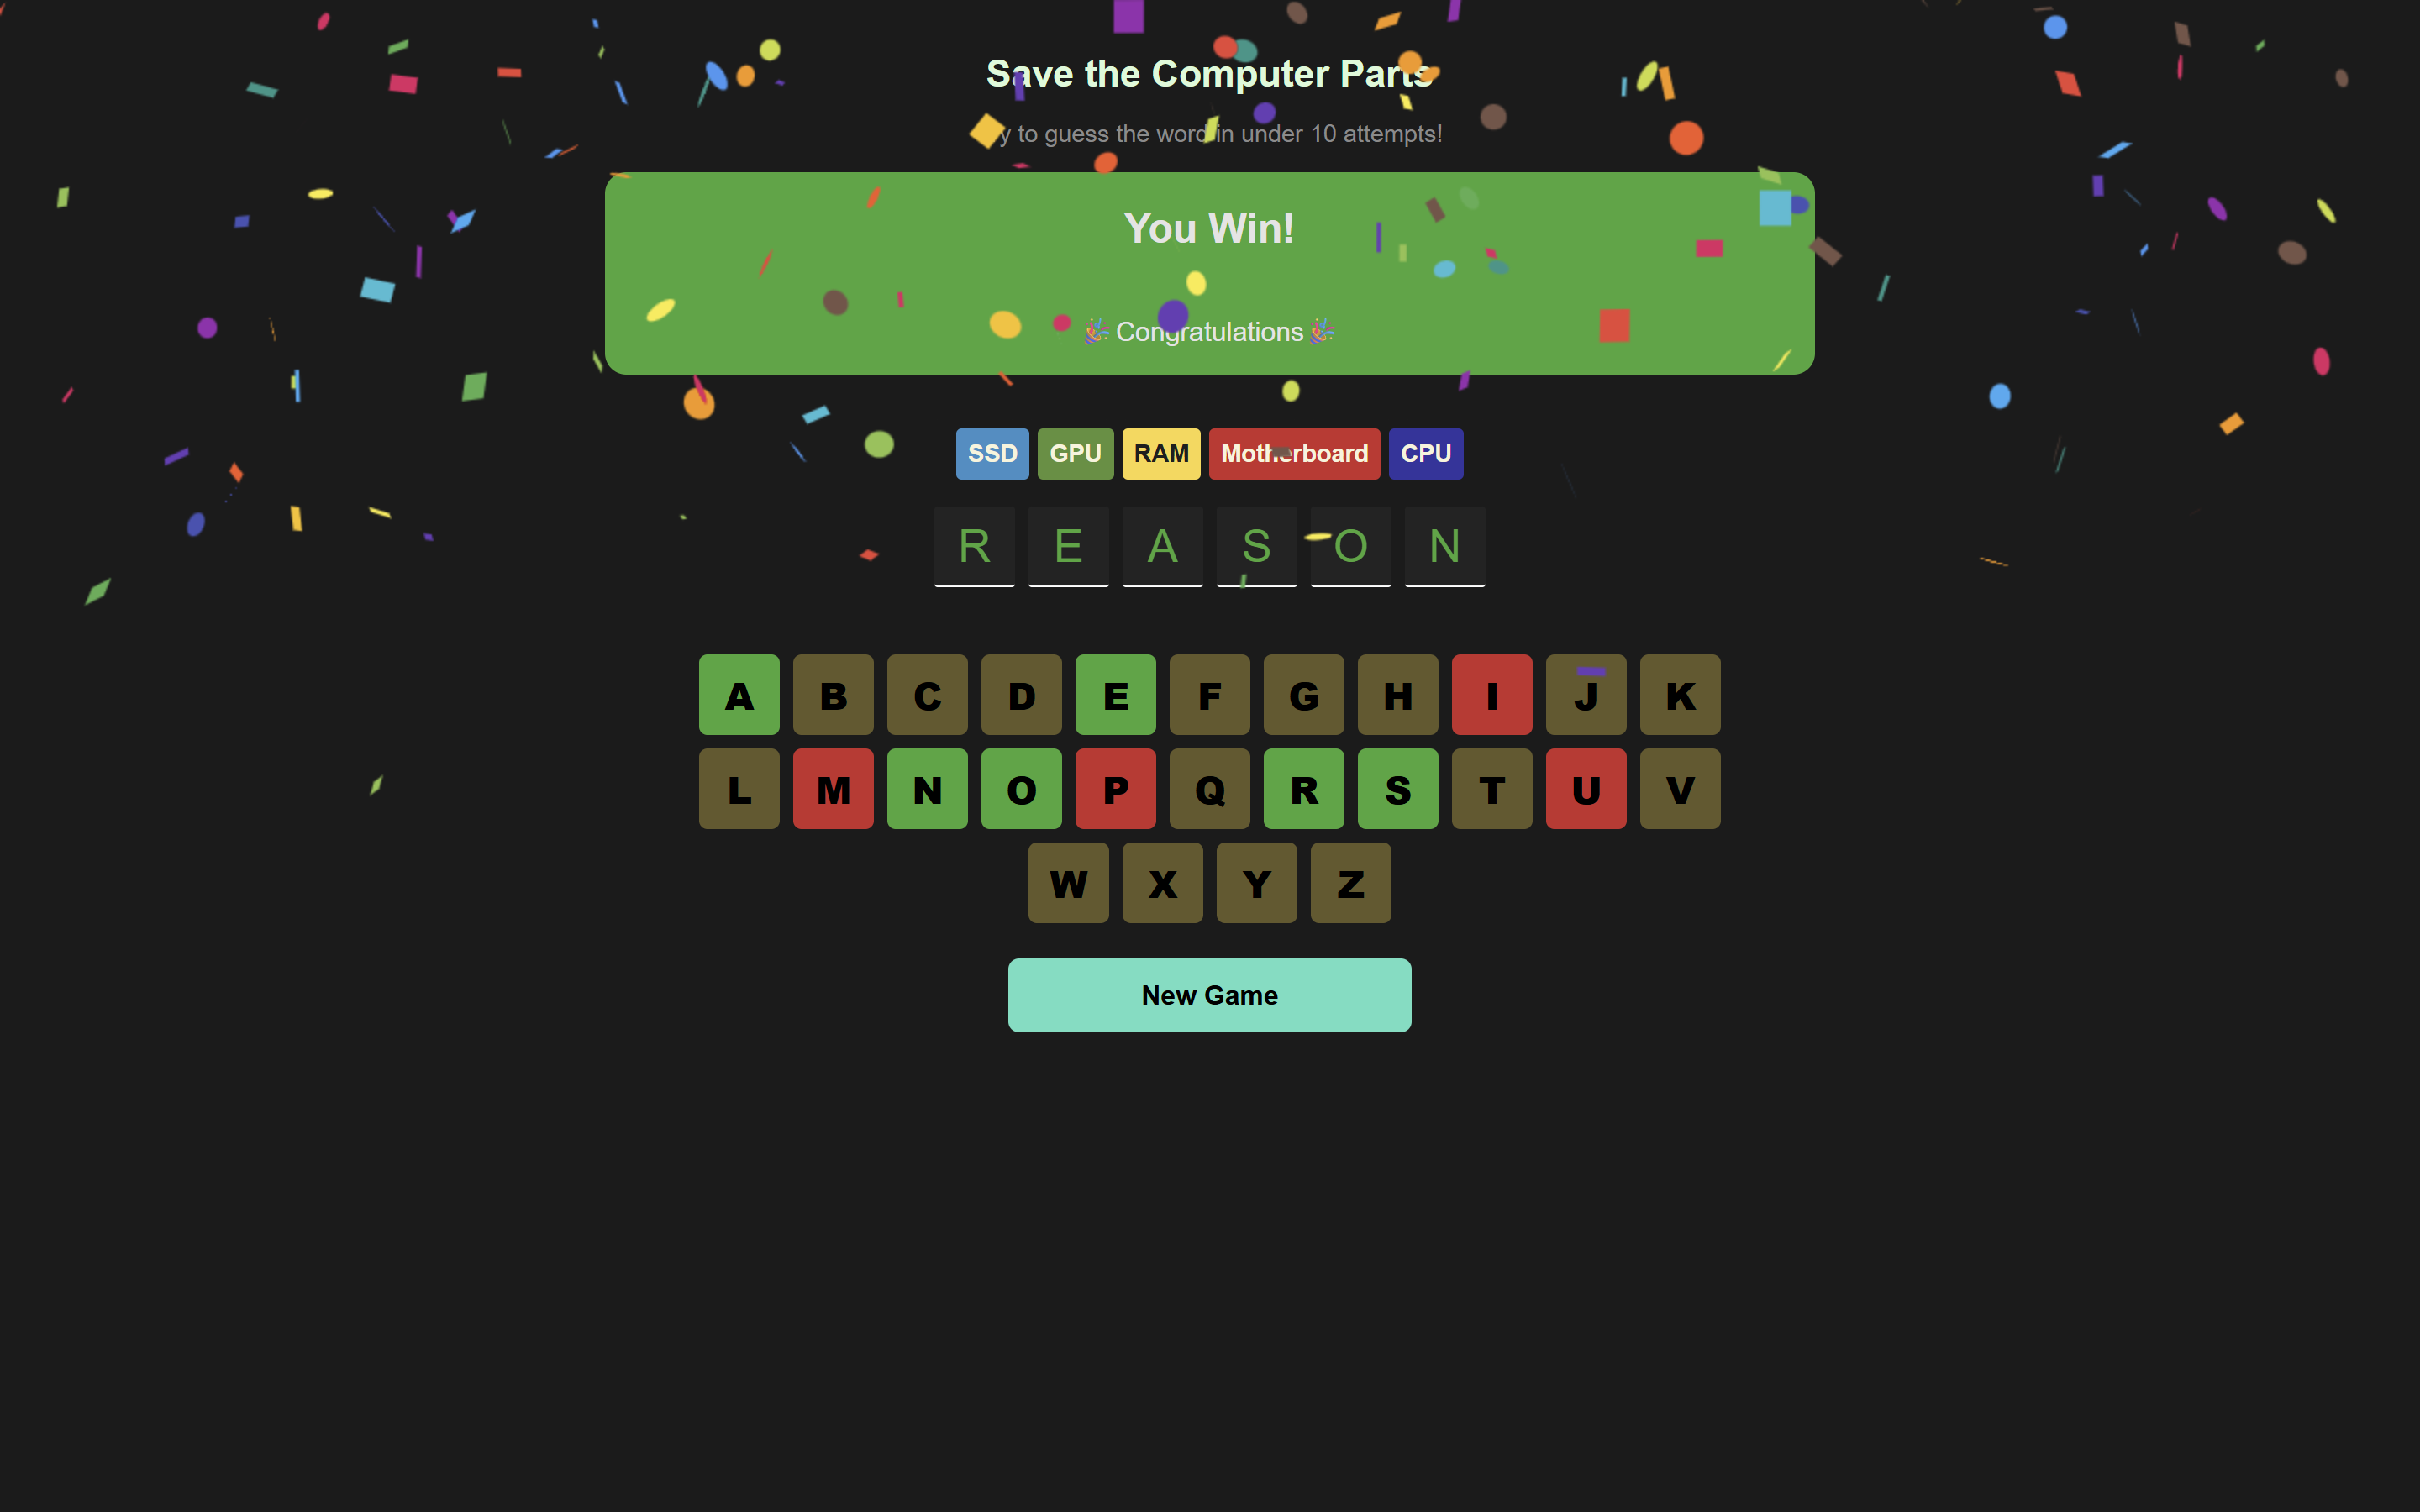 Save the Computer Parts
y to guess the word in under 10 attempts!
You Win!
🎉 Congratulations 🎉
SSD GPU RAM Motherboard CPU
R E A S O N
A B C D E F G H I J K
L M N O P Q R S T U V
W X Y Z
New Game